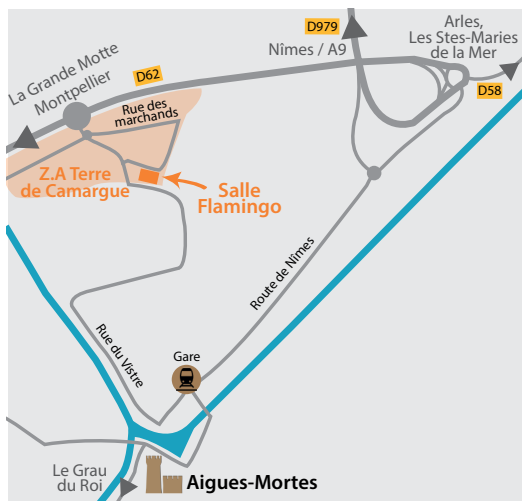 D979
Arles,
Les Stes-Maries
de la Mer
Nîmes / A9
D62
La Grande Motte
Montpellier
D58
Rue des
marchands
Z.A Terre
de Camargue
Salle
Flamingo
Route de Nîmes
Rue du Vistre
Gare
Le Grau
du Roi
Aigues-Mortes